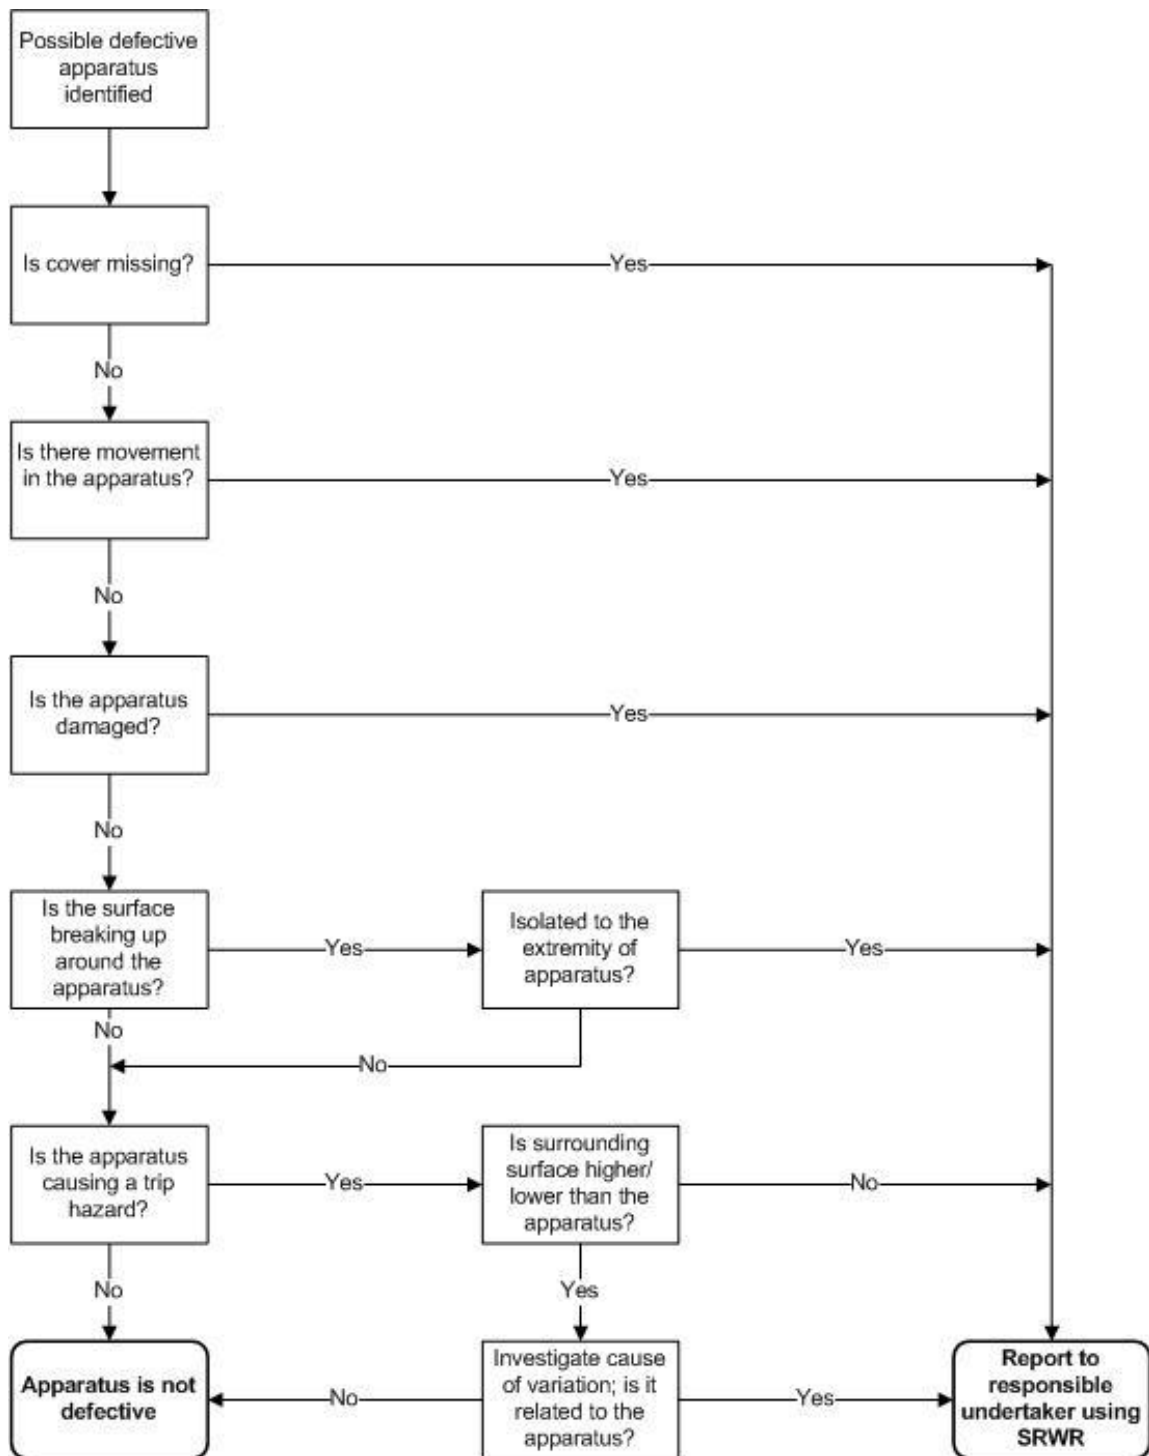 Possible defective
apparatus
identified
Is cover missing?
Yes
No
Is there movement
in the apparatus?
Yes
No
Is the apparatus
damaged?
Yes
No
Is the surface
breaking up
around the
apparatus?
Yes
Isolated to the
extremity of
apparatus?
Yes
No
No
Is the apparatus
causing a trip
hazard?
Yes
Is surrounding
surface higher/
lower than the
apparatus?
No
No
Yes
Apparatus is not
defective
No
Investigate cause
of variation; is it
related to the
apparatus?
Yes
Report to
responsible
undertaker using
SRWR